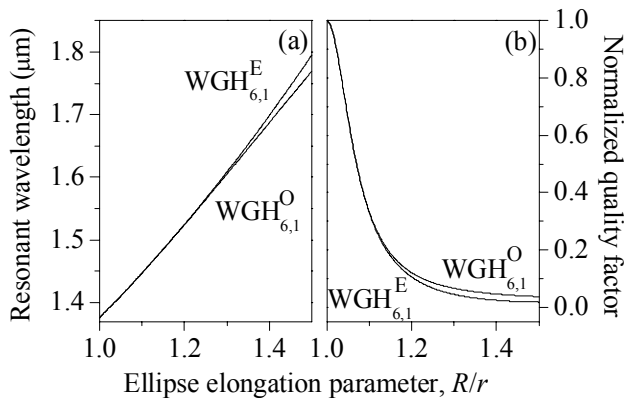 Resonant wavelength (μm)
1.8
1.7
1.6
1.5
1.4
(a)
WGH^E_6,1
WGH^O_6,1
1.0
1.2
1.4
(b)
WGH^O_6,1
WGH^E_6,1
1.0
1.2
1.4
1.0
0.8
0.6
0.4
0.2
0.0
Normalized quality factor
Ellipse elongation parameter, R/r